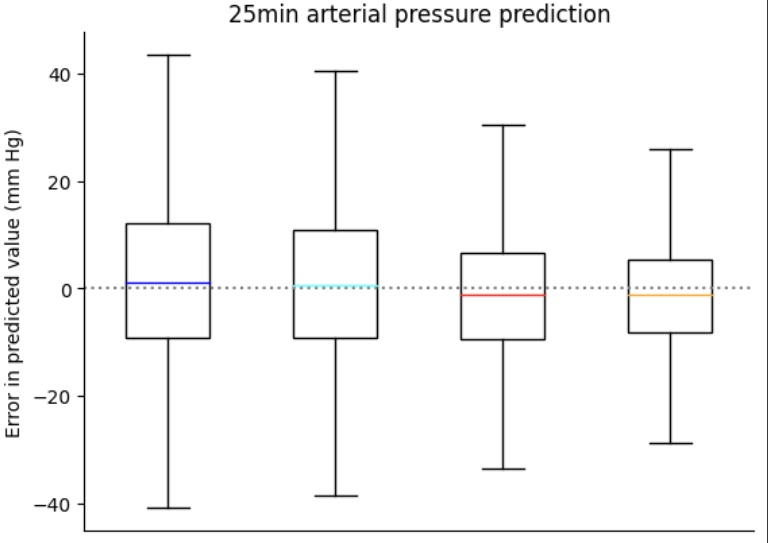 25min arterial pressure prediction
Error in predicted value (mm Hg)
40
20
0
−20
−40